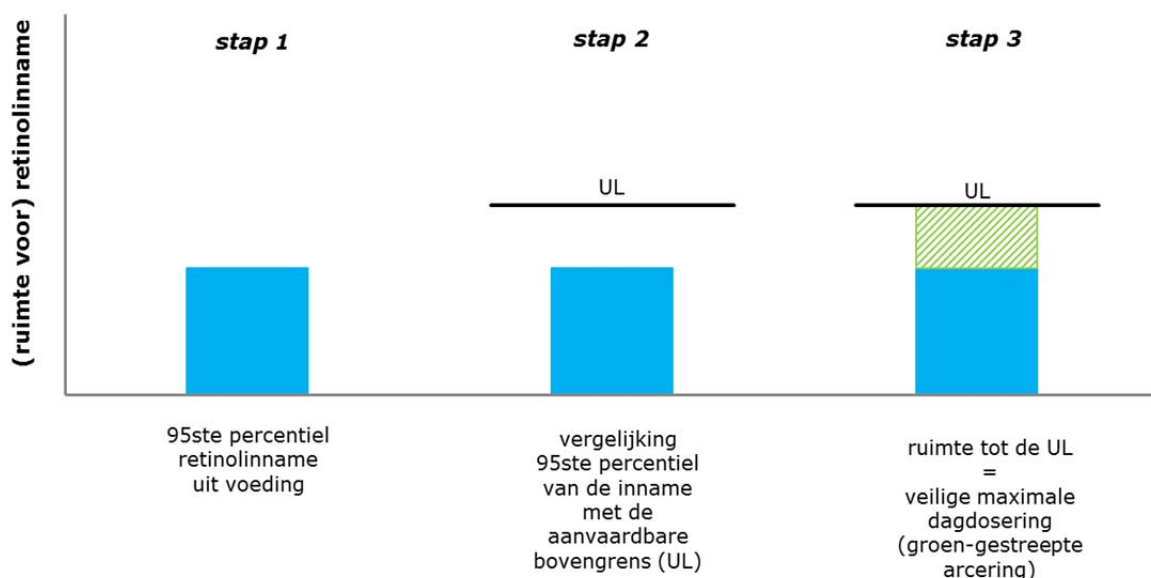 (ruimte voor) retinolinname
stap 1
stap 2
stap 3
UL
UL
95ste percentiel
retinolinname
uit voeding
vergelijking
95ste percentiel
van de inname
met de
aanvaardbare
bovengrens (UL)
ruimte tot de UL
=
veilige maximale
dagdosering
(groen-gestreepte
arcering)